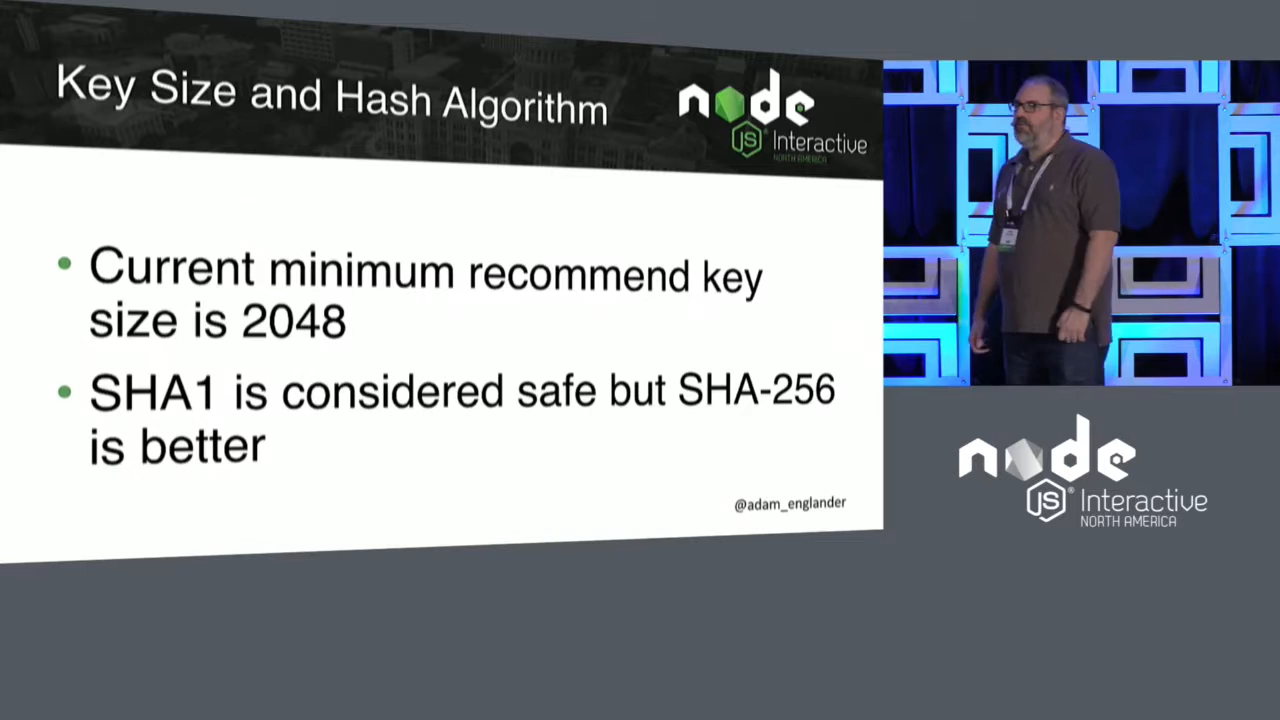 Key Size and Hash Algorithm
node
JS Interactive
NORTH AMERICA
• Current minimum recommend key
size is 2048
• SHA1 is considered safe but SHA-256
is better
@adam_englander
node
JS® Interactive
NORTH AMERICA